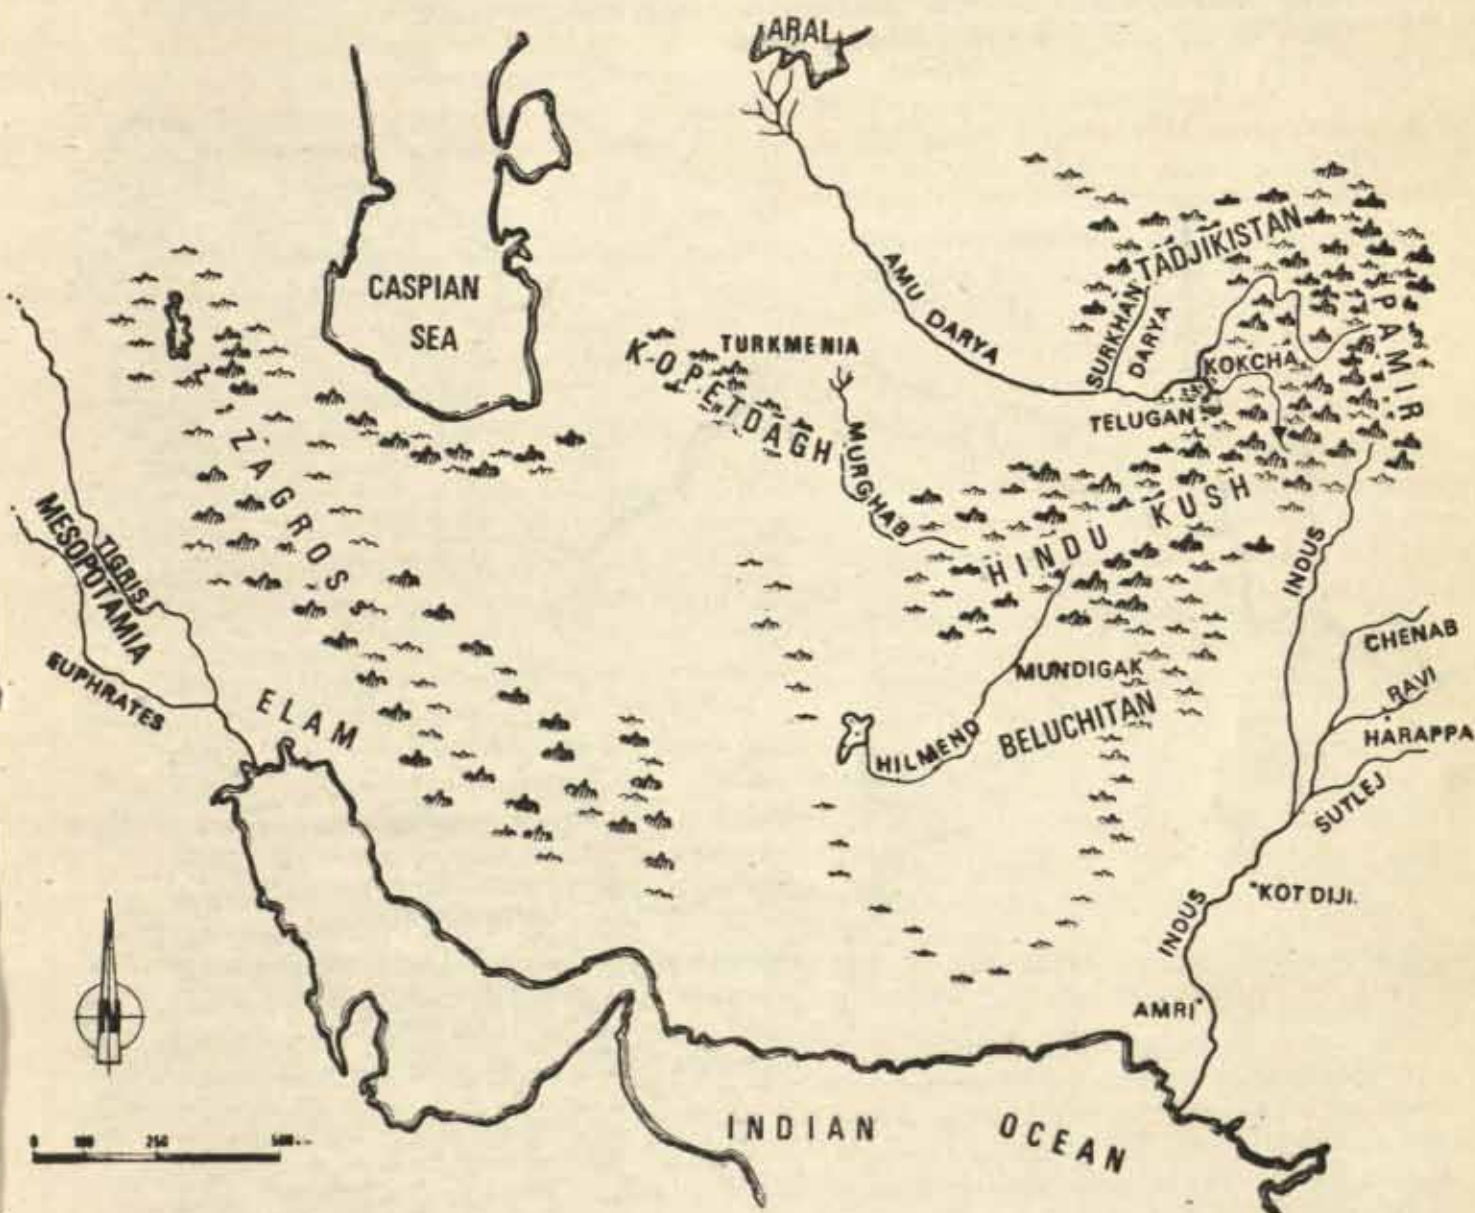 ARAL
TADJIKISTAN
PAMIR
CASPIAN
SEA
AMU DARYA
SURKHAN
DARYA
TURKMENIA
KOPETDAGH
KOKCHA
TELUGAN
ZAGROS
MURGHAB
HINDU KUSH
MESOPOTAMIA
TIGRIS
INDUS
EUPHRATES
ELAM
MUNDIGAK
CHENAB
RAVI
BELUCHITAN
HARAPPA
HILMEND
SUTLEJ
KOT DIJI.
INDUS
N
AMRI
INDIAN OCEAN
0 100 250 500